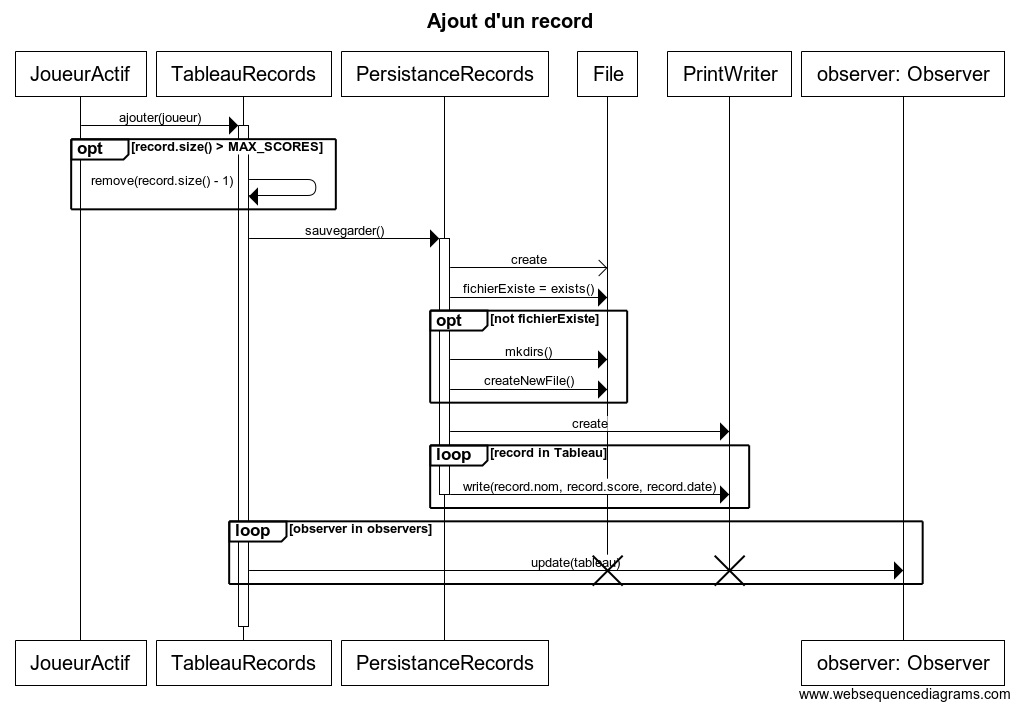 Ajout d'un record
JoueurActif
TableauRecords
PersistanceRecords
File
PrintWriter
observer: Observer
ajouter(joueur)
opt
[record.size() > MAX_SCORES]
remove(record.size() - 1)
sauvegarder()
create
fichierExiste = exists()
opt
[not fichierExiste]
mkdirs()
createNewFile()
create
loop
[record in Tableau]
write(record.nom, record.score, record.date)
loop
[observer in observers]
update(tableau)
JoueurActif
TableauRecords
PersistanceRecords
observer: Observer
www.websequencediagrams.com